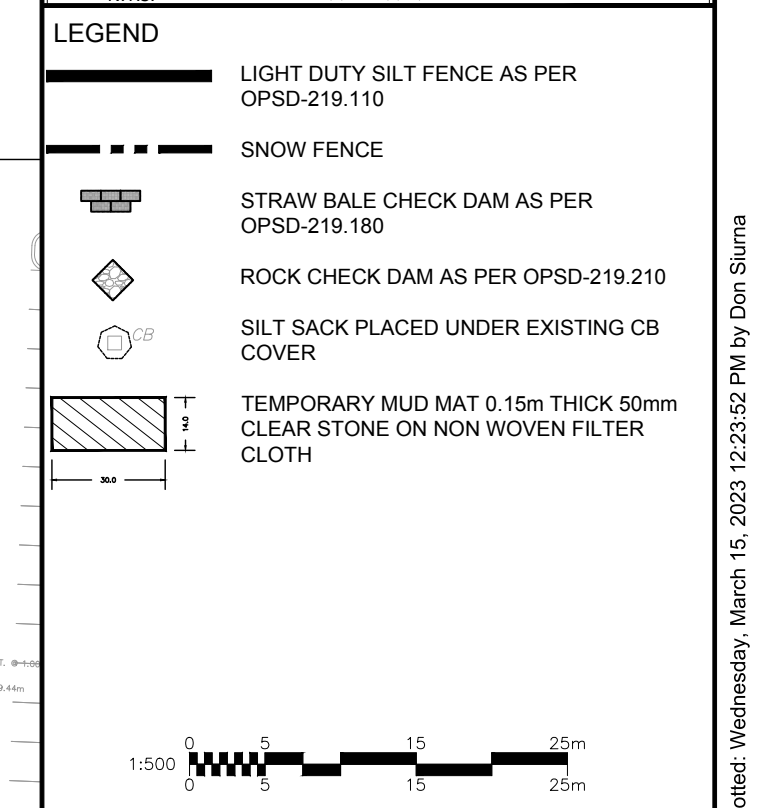 LEGEND
LIGHT DUTY SILT FENCE AS PER
OPSD-219.110
SNOW FENCE
STRAW BALE CHECK DAM AS PER
OPSD-219.180
ROCK CHECK DAM AS PER OPSD-219.210
CB
SILT SACK PLACED UNDER EXISTING CB
COVER
14.0
30.0
TEMPORARY MUD MAT 0.15m THICK 50mm
CLEAR STONE ON NON WOVEN FILTER
CLOTH
T. @ 1.00
9.44m
1:500
0 5 15 25m
0 5 15 25m
otted: Wednesday, March 15, 2023 12:23:52 PM by Don Siurna